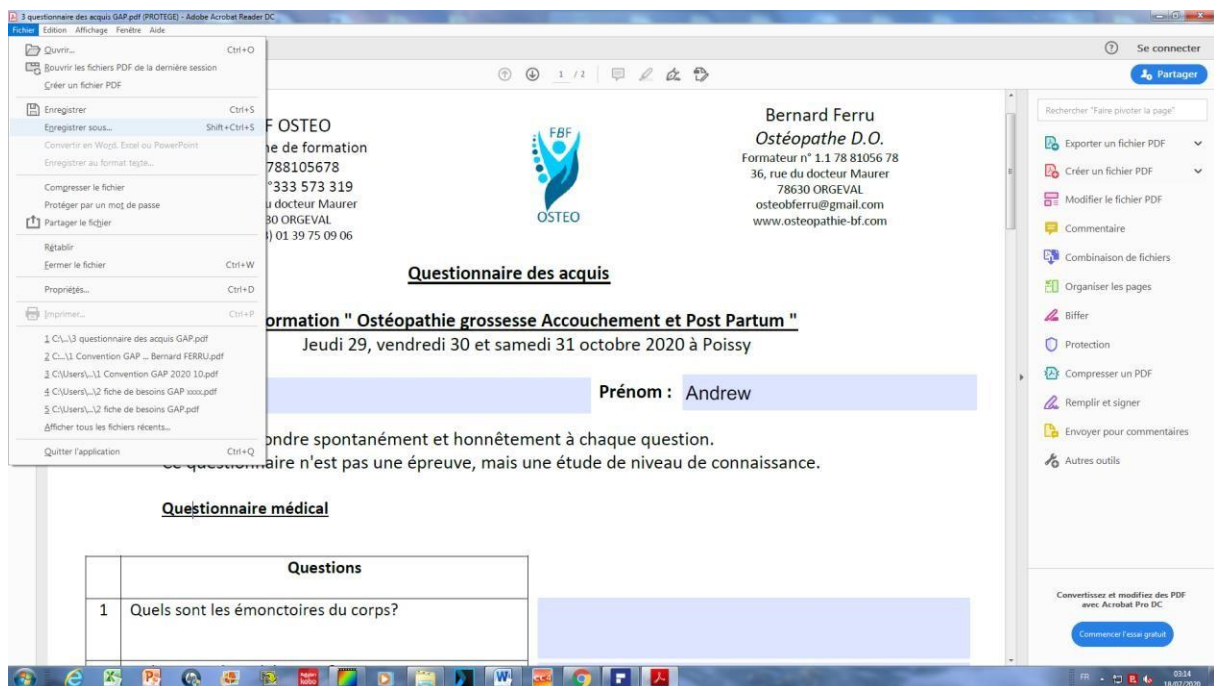 3 questionnaire des acquis GAP.pdf (PROTEGE) - Adobe Acrobat Reader DC
Fichier Edition Affichage Fenêtre Aide
Ouvrir... Ctrl+O
Rouvrir les fichiers PDF de la dernière session
Créer un fichier PDF
Enregistrer Ctrl+S
Enregistrer sous... Shift+Ctrl+S
Convertir en Word, Excel ou PowerPoint
Enregistrer au format texte...
Compresser le fichier
Protéger par un mot de passe
Partager le fichier
Rétablir
Fermer le fichier Ctrl+W
Propriétés... Ctrl+D
Imprimer... Ctrl+P
1 C:\...\3 questionnaire des acquis GAP.pdf
2 C:...\1 Convention GAP ... Bernard FERRU.pdf
3 C:\Users\...\1 Convention GAP 2020 10.pdf
4 C:\Users\...\2 fiche de besoins GAP xxxx.pdf
5 C:\Users\...\2 fiche de besoins GAP.pdf
Afficher tous les fichiers récents...
Quitter l'application Ctrl+Q
Se connecter
1 / 2
Partager
F OSTEO
de formation
788105678
°333 573 319
u docteur Maurer
30 ORGEVAL
) 01 39 75 09 06
FBF
OSTEO
Bernard Ferru
Ostéopathe D.O.
Formateur n° 1.1 78 81056 78
36, rue du docteur Maurer
78630 ORGEVAL
osteobferru@gmail.com
www.osteopathie-bf.com
Questionnaire des acquis
ormation " Ostéopathie grossesse Accouchement et Post Partum "
Jeudi 29, vendredi 30 et samedi 31 octobre 2020 à Poissy
Prénom : Andrew
ondre spontanément et honnêtement à chaque question.
Ce questionnaire n'est pas une épreuve, mais une étude de niveau de connaissance.
Questionnaire médical
Questions
1 Quels sont les émonctoires du corps?
Rechercher "Faire pivoter la page"
Exporter un fichier PDF
Créer un fichier PDF
Modifier le fichier PDF
Commentaire
Combinaison de fichiers
Organiser les pages
Biffer
Protection
Compresser un PDF
Remplir et signer
Envoyer pour commentaires
Autres outils
Convertissez et modifiez des PDF
avec Acrobat Pro DC
Commencer l'essai gratuit
FR
03:14
18/02/2020